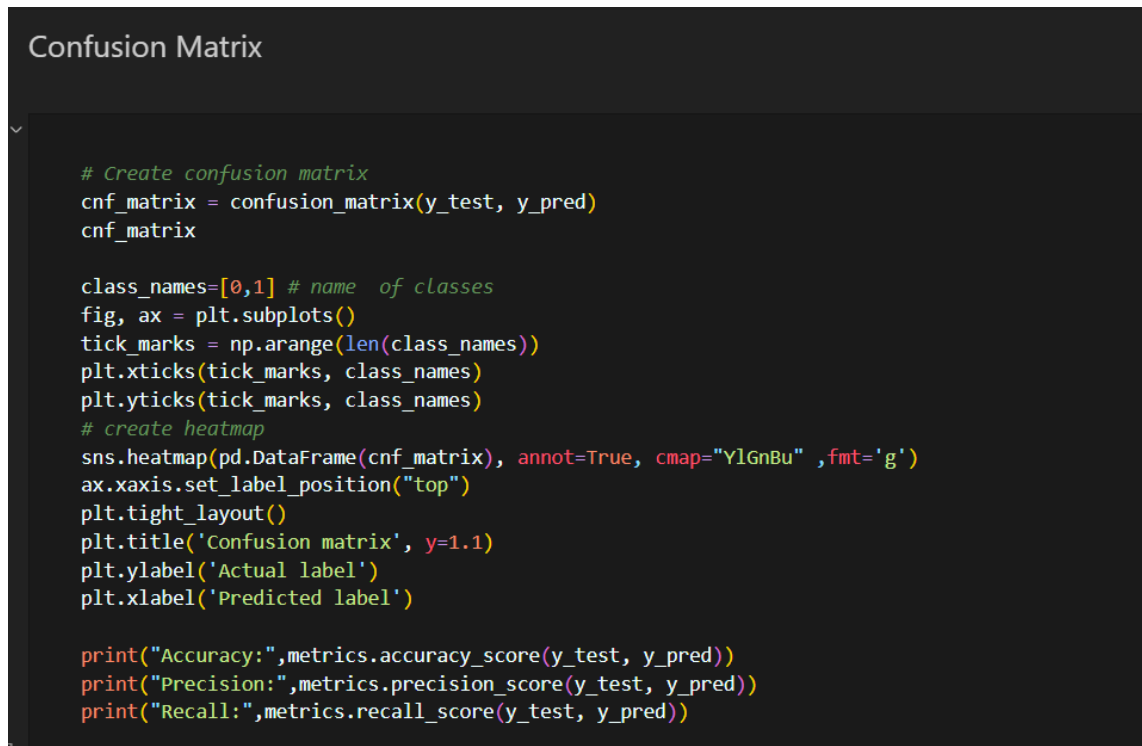 Confusion Matrix
# Create confusion matrix
cnf_matrix = confusion_matrix(y_test, y_pred)
cnf_matrix
class_names=[0,1] # name  of classes
fig, ax = plt.subplots()
tick_marks = np.arange(len(class_names))
plt.xticks(tick_marks, class_names)
plt.yticks(tick_marks, class_names)
# create heatmap
sns.heatmap(pd.DataFrame(cnf_matrix), annot=True, cmap="YlGnBu" ,fmt='g')
ax.xaxis.set_label_position("top")
plt.tight_layout()
plt.title('Confusion matrix', y=1.1)
plt.ylabel('Actual label')
plt.xlabel('Predicted label')
print("Accuracy:",metrics.accuracy_score(y_test, y_pred))
print("Precision:",metrics.precision_score(y_test, y_pred))
print("Recall:",metrics.recall_score(y_test, y_pred))